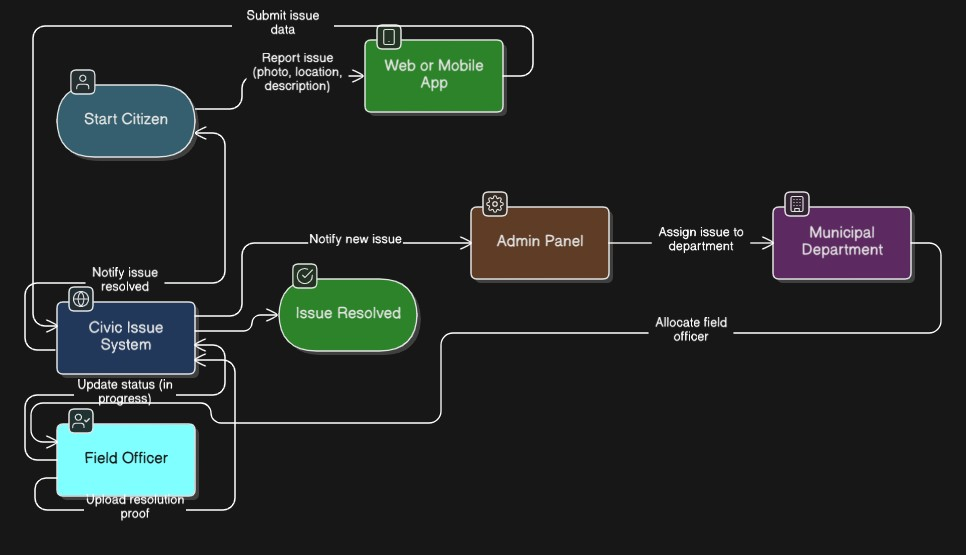 Submit issue
data
Report issue
(photo, location,
description)
Web or Mobile
App
Start Citizen
Notify new issue
Admin Panel
Assign issue to
department
Municipal
Department
Notify issue
resolved
Civic Issue
System
Issue Resolved
Allocate field
officer
Update status (in
progress)
Field Officer
Upload resolution
proof